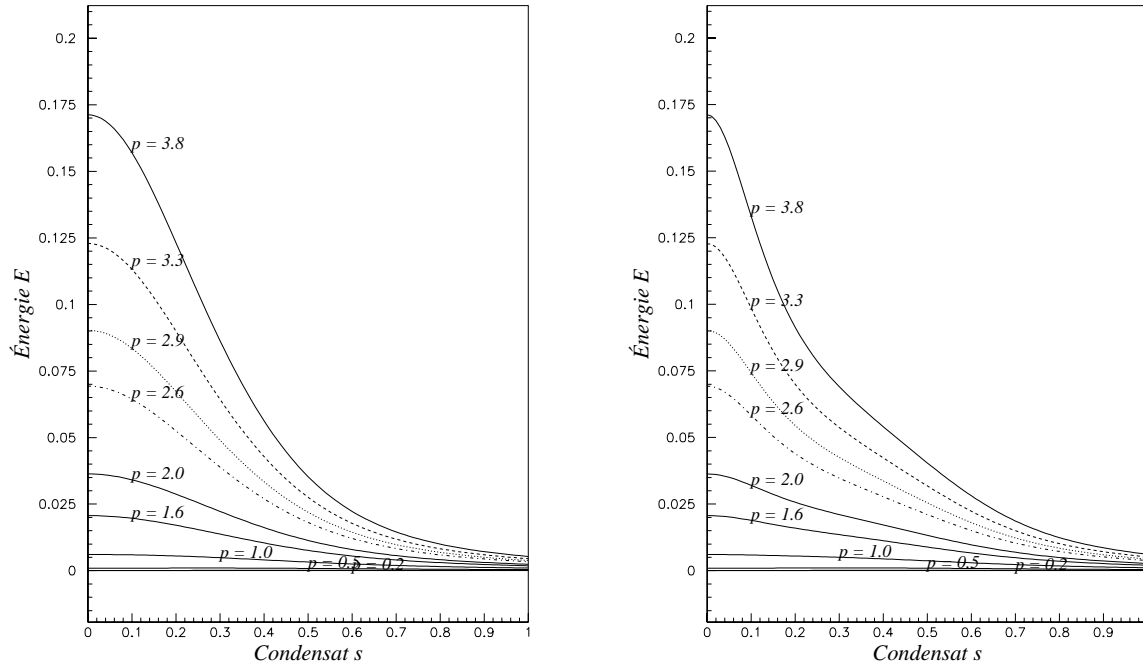 0.2
0.175
0.15
0.125
0.1
0.075
0.05
0.025
0
Énergie E
p = 3.8
p = 3.3
p = 2.9
p = 2.6
p = 2.0
p = 1.6
p = 1.0
p = 0.5
p = 0.2
0 0.1 0.2 0.3 0.4 0.5 0.6 0.7 0.8 0.9 1
Condensat s
0.2
0.175
0.15
0.125
0.1
0.075
0.05
0.025
0
Énergie E
p = 3.8
p = 3.3
p = 2.9
p = 2.6
p = 2.0
p = 1.6
p = 1.0
p = 0.5
p = 0.2
0 0.1 0.2 0.3 0.4 0.5 0.6 0.7 0.8 0.9
Condensat s